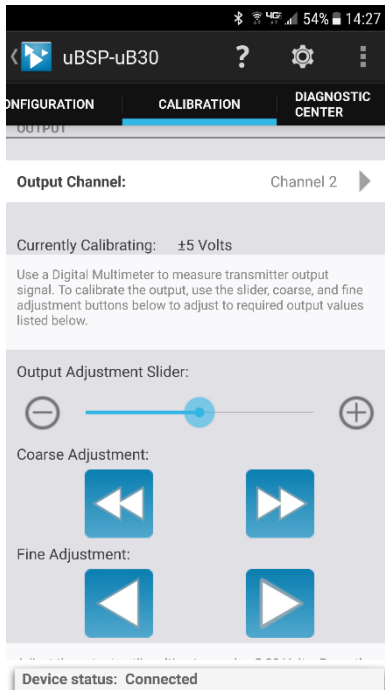 4G 54% 14:27
uBSP-uB30 ?
ONFIGURATION CALIBRATION DIAGNOSTIC
CENTER
OUTPUT
Output Channel: Channel 2
Currently Calibrating: ±5 Volts
Use a Digital Multimeter to measure transmitter output
signal. To calibrate the output, use the slider, coarse, and fine
adjustment buttons below to adjust to required output values
listed below.
Output Adjustment Slider:
Coarse Adjustment:
Fine Adjustment:
Device status: Connected